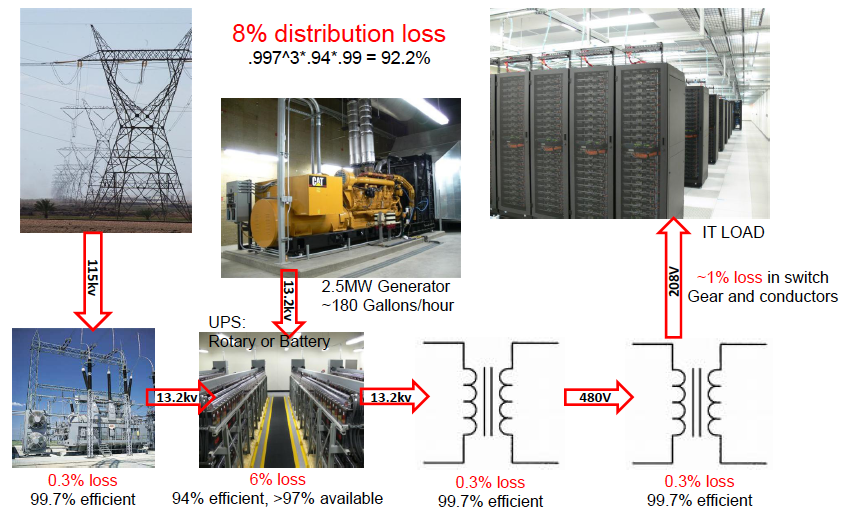 8% distribution loss
.997^3*.94*.99 = 92.2%
CAT
IT LOAD
115kv
13.2kv
2.5MW Generator
~180 Gallons/hour
208V
~1% loss in switch
Gear and conductors
UPS:
Rotary or Battery
13.2kv
13.2kv
480V
0.3% loss
99.7% efficient
6% loss
94% efficient, >97% available
0.3% loss
99.7% efficient
0.3% loss
99.7% efficient